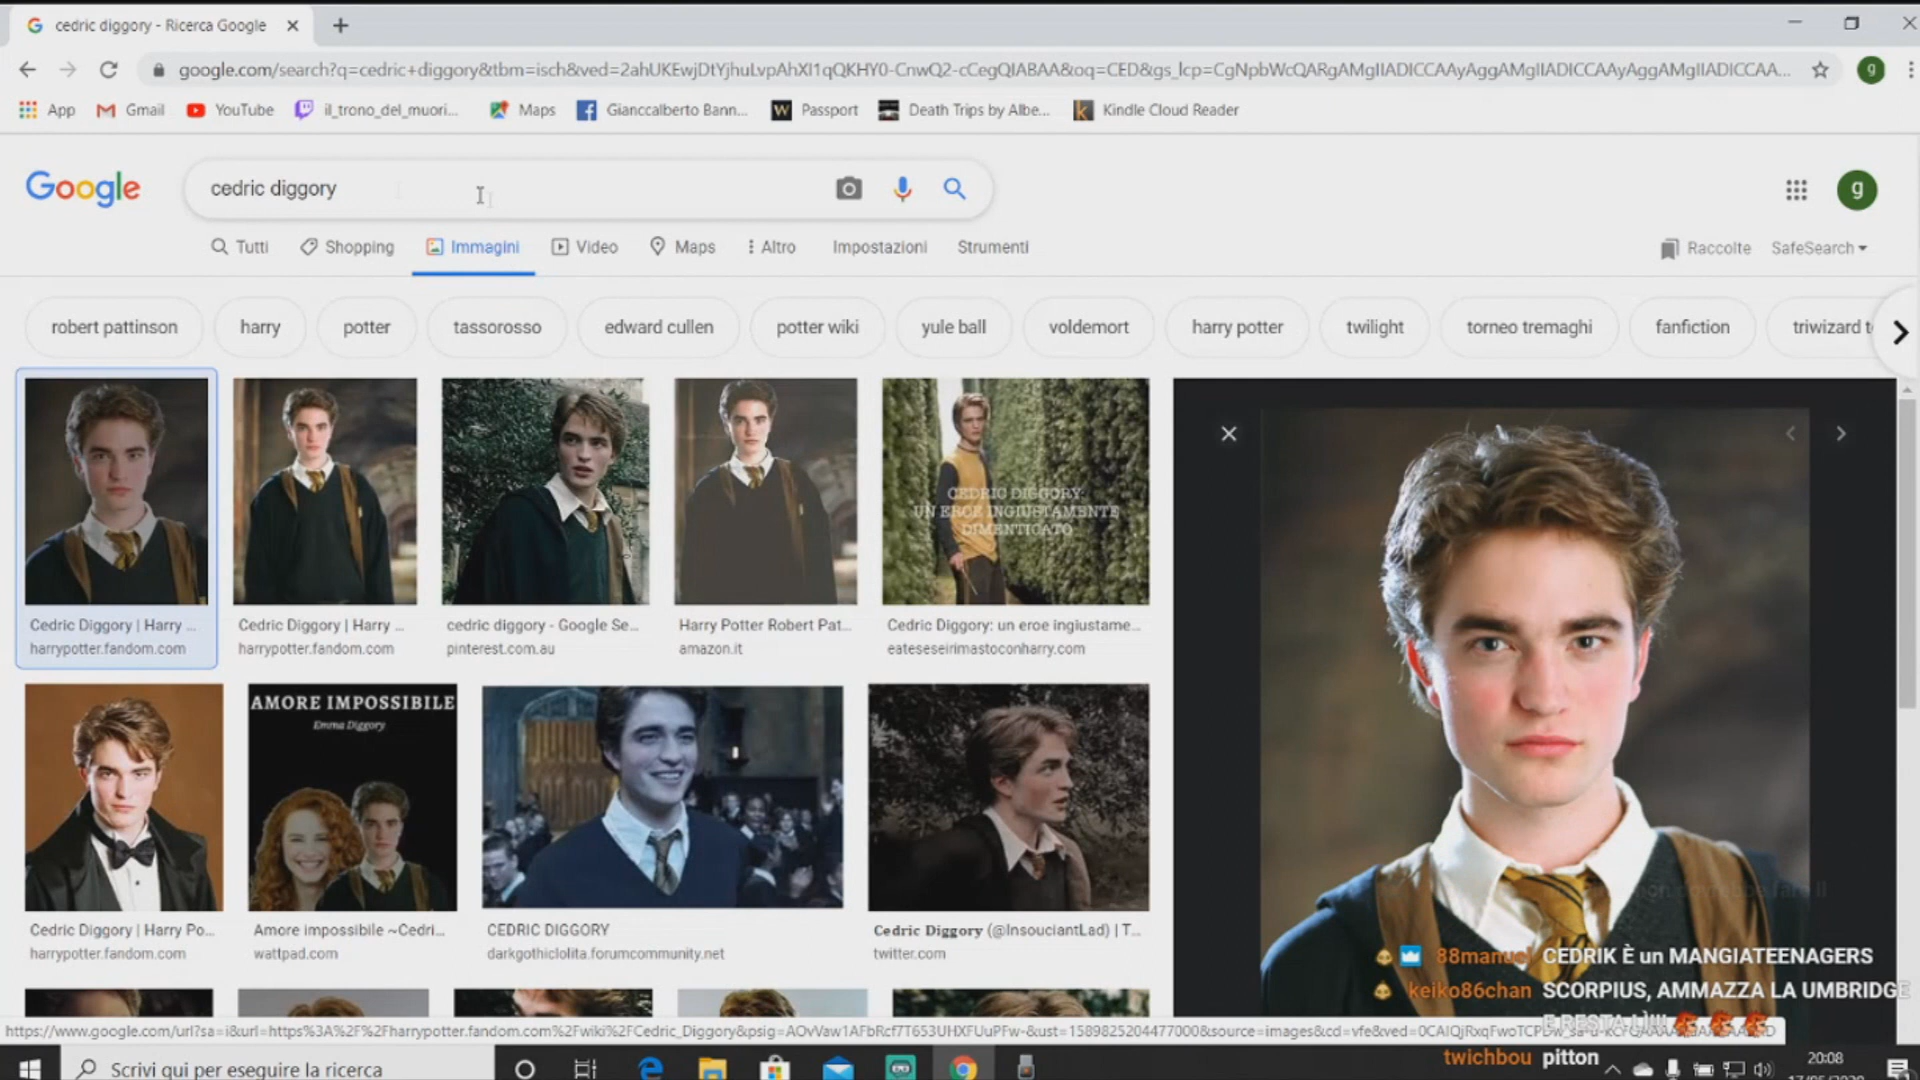 cedric diggory - Ricerca Google
google.com/search?q=cedric+diggory&tbm=isch&ved=2ahUKEwjDtYjhuLvpAhXI1qQKHY0-CnwQ2-cCegQIABAA&oq=CED&gs_lcp=CgNpbWcQARgAMgIIADICCAAyAggAMgIIADICCAAyAggAMgIIADICCAA...
App Gmail YouTube il_trono_del_muori... Maps Gianccalberto Bann... Passport Death Trips by Albe... Kindle Cloud Reader
Google cedric diggory g
Tutti Shopping Immagini Video Maps Altro Impostazioni Strumenti Raccolte SafeSearch
robert pattinson harry potter tassorosso edward cullen potter wiki yule ball voldemort harry potter twilight torneo tremaghi fanfiction triwizard t
CEDRIC DIGGORY:
UN EROE INGIUSTAMENTE
DIMENTICATO
Cedric Diggory | Harry ... Cedric Diggory | Harry ... cedric diggory - Google Se... Harry Potter Robert Pat... Cedric Diggory: un eroe ingiustame...
harrypotter.fandom.com harrypotter.fandom.com pinterest.com.au amazon.it eateseseirimastoconharry.com
AMORE IMPOSSIBILE
Emma Diggory
Cedric Diggory | Harry Po... Amore impossibile ~Cedri... CEDRIC DIGGORY Cedric Diggory (@InsouciantLad) | T...
harrypotter.fandom.com wattpad.com darkgothiclolita.forumcommunity.net twitter.com
88manuel CEDRIK È un MANGIATEENAGERS
keiko86chan SCORPIUS, AMMAZZA LA UMBRIDGE
E RESTA LÌ!!!
twichbou pitton
Scrivi qui per eseguire la ricerca
20:08